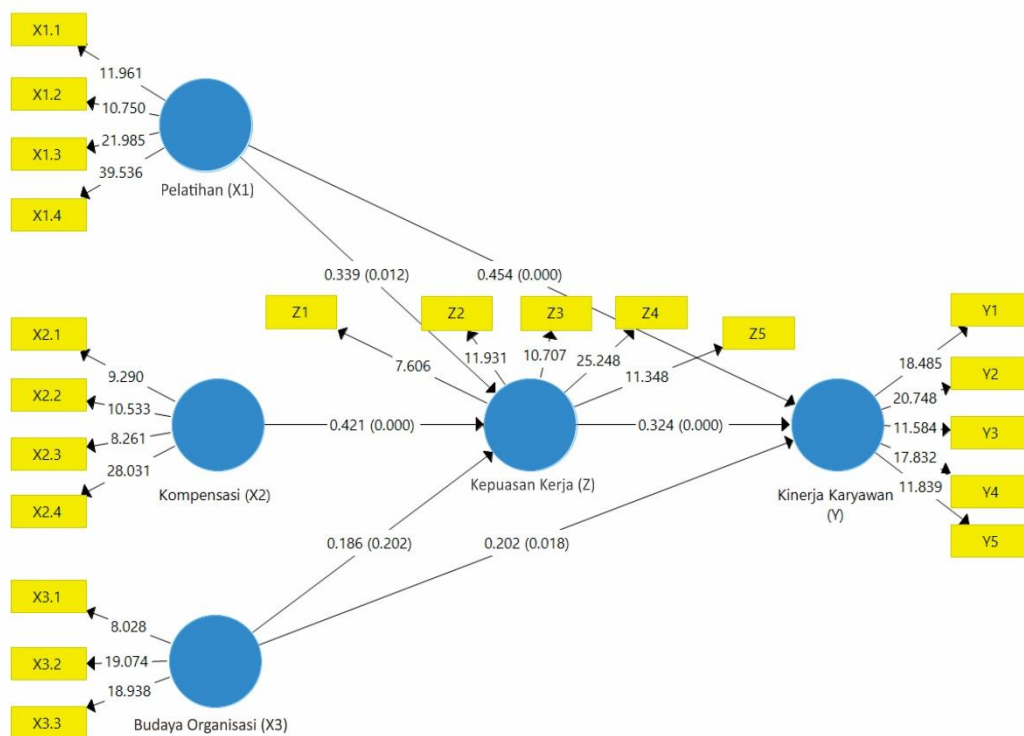 X1.1
11.961
X1.2
10.750
X1.3
21.985
39.536
X1.4
Pelatihan (X1)
0.339 (0.012)
0.454 (0.000)
Z1
Z2
Z3
Z4
Z5
7.606
11.931
10.707
25.248
11.348
X2.1
9.290
X2.2
10.533
X2.3
8.261
28.031
X2.4
Kompensasi (X2)
0.421 (0.000)
Kepuasan Kerja (Z)
0.324 (0.000)
Y1
18.485
Y2
20.748
Y3
11.584
17.832
Y4
11.839
Y5
Kinerja Karyawan
(Y)
0.186 (0.202)
0.202 (0.018)
X3.1
8.028
X3.2
19.074
18.938
X3.3
Budaya Organisasi (X3)